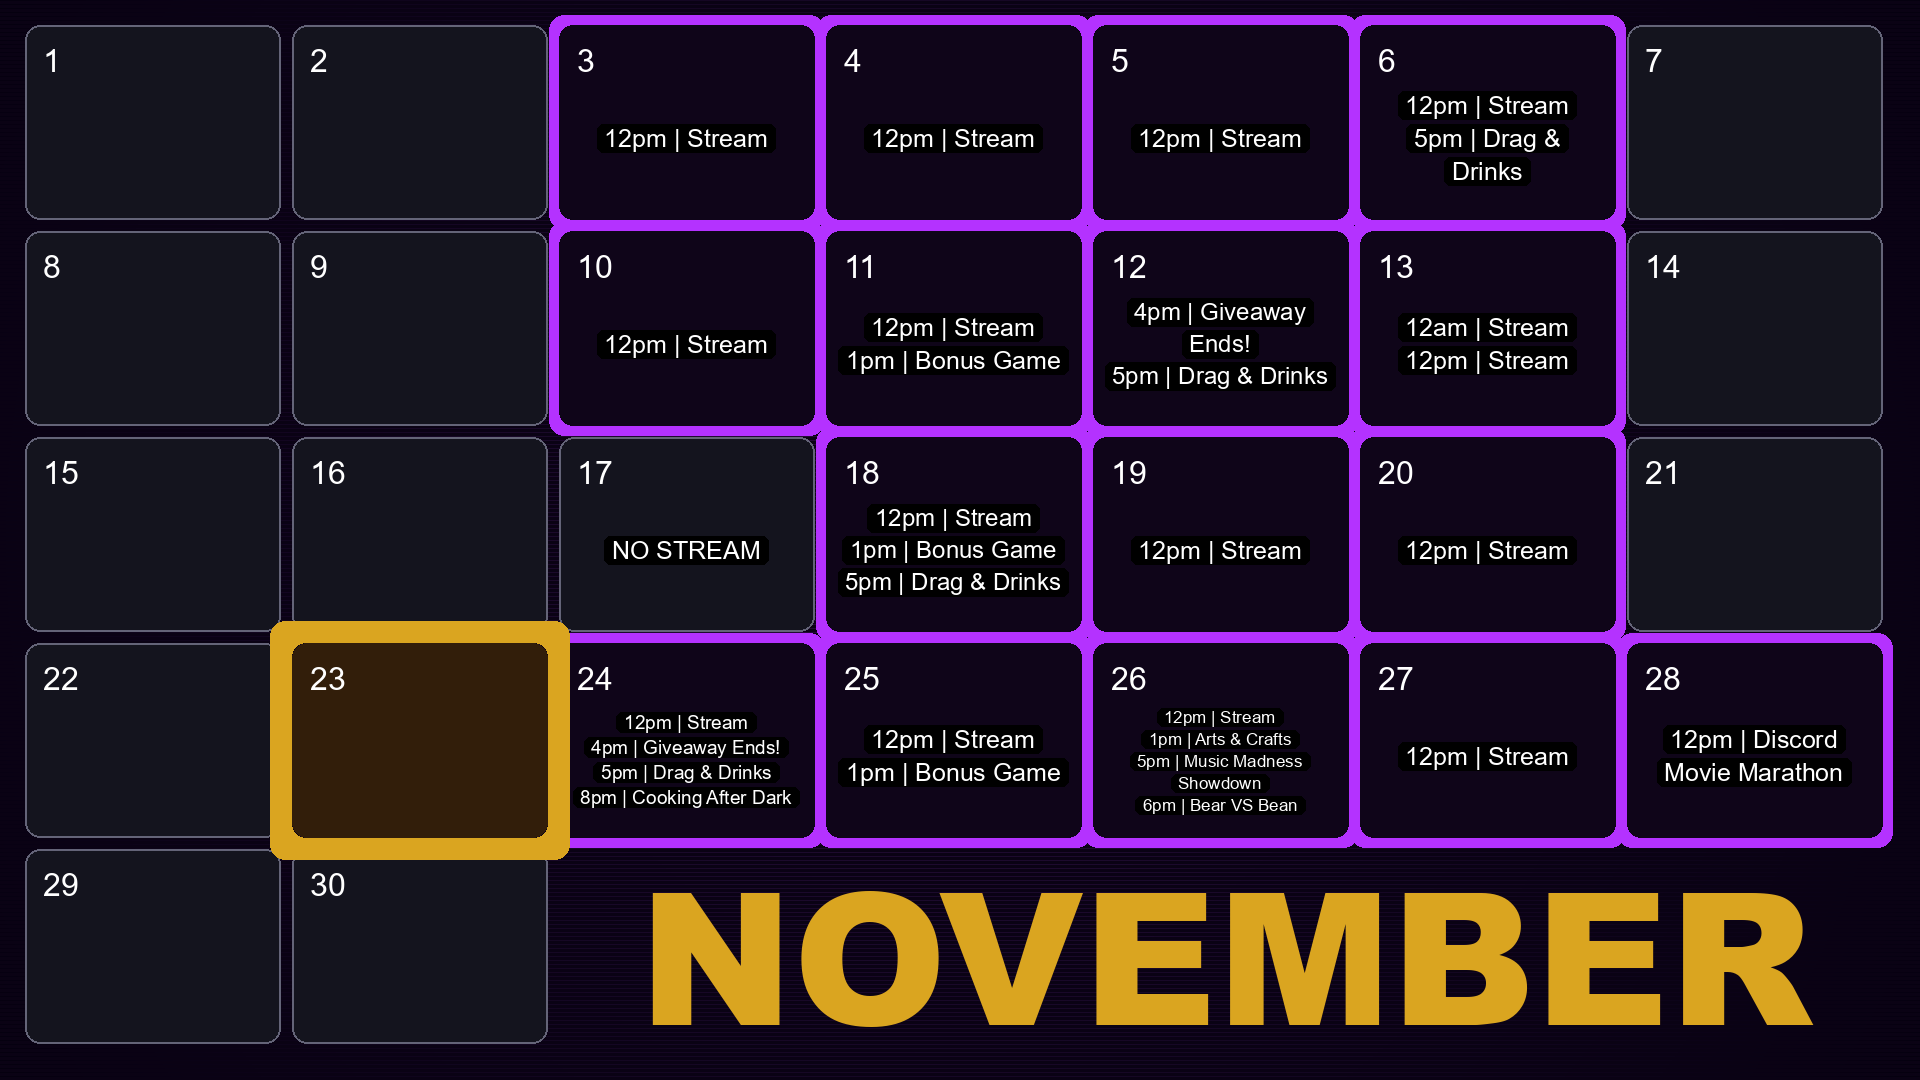 1
2
3
12pm | Stream
4
12pm | Stream
5
12pm | Stream
6
12pm | Stream
5pm | Drag &
Drinks
7
8
9
10
12pm | Stream
11
12pm | Stream
1pm | Bonus Game
12
4pm | Giveaway
Ends!
5pm | Drag & Drinks
13
12am | Stream
12pm | Stream
14
15
16
17
NO STREAM
18
12pm | Stream
1pm | Bonus Game
5pm | Drag & Drinks
19
12pm | Stream
20
12pm | Stream
21
22
23
24
12pm | Stream
4pm | Giveaway Ends!
5pm | Drag & Drinks
8pm | Cooking After Dark
25
12pm | Stream
1pm | Bonus Game
26
12pm | Stream
1pm | Arts & Crafts
5pm | Music Madness
Showdown
6pm | Bear VS Bean
27
12pm | Stream
28
12pm | Discord
Movie Marathon
29
30
NOVEMBER